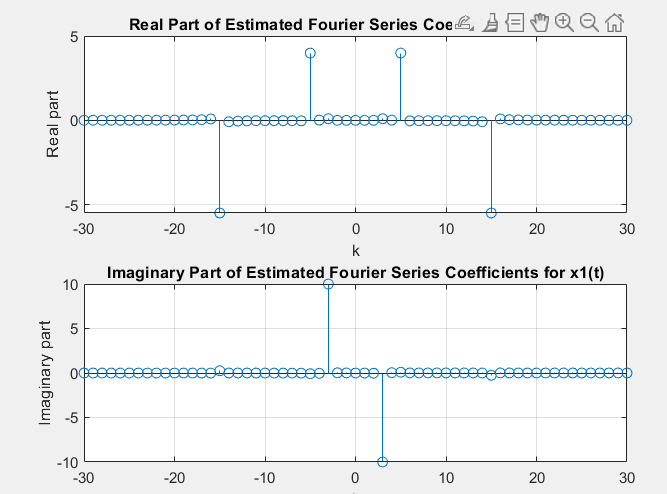 Real Part of Estimated Fourier Series Coe
5
0
-5
Real part
-30 -20 -10 0 10 20 30
k
Imaginary Part of Estimated Fourier Series Coefficients for x1(t)
10
5
0
-5
-10
Imaginary part
-30 -20 -10 0 10 20 30